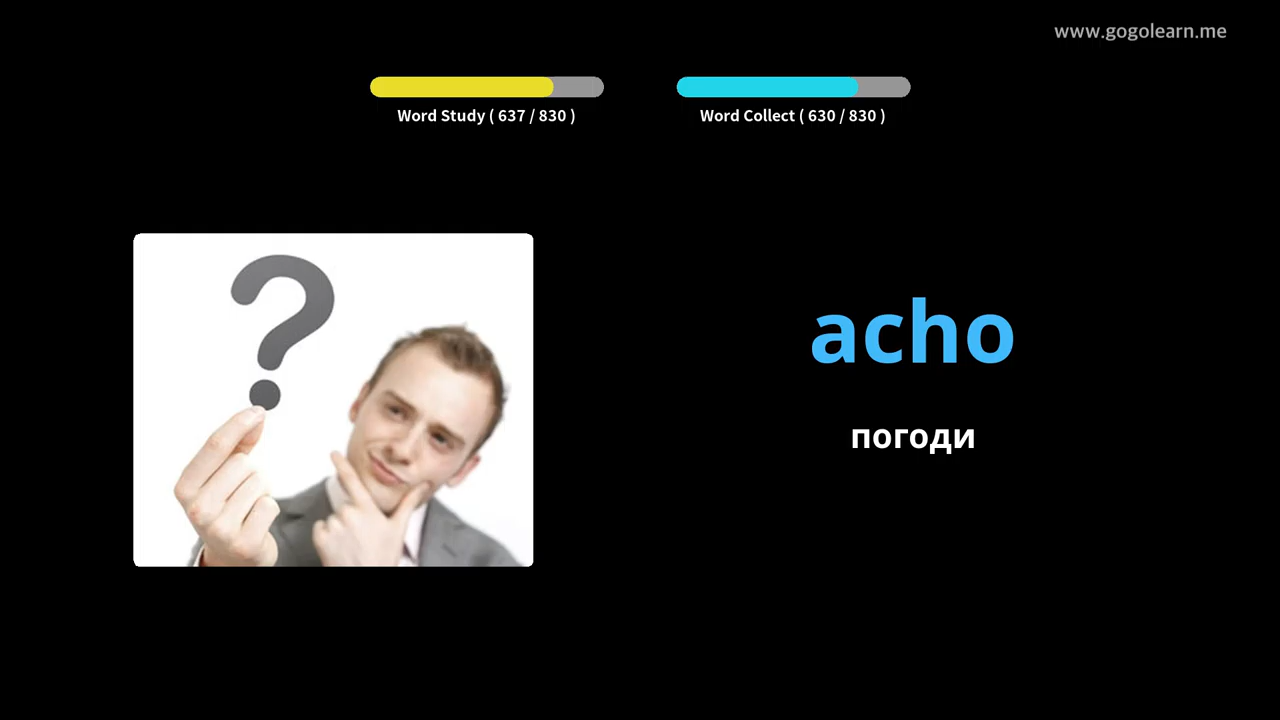 www.gogolearn.me
Word Study ( 637 / 830 )
Word Collect ( 630 / 830 )
acho
погоди